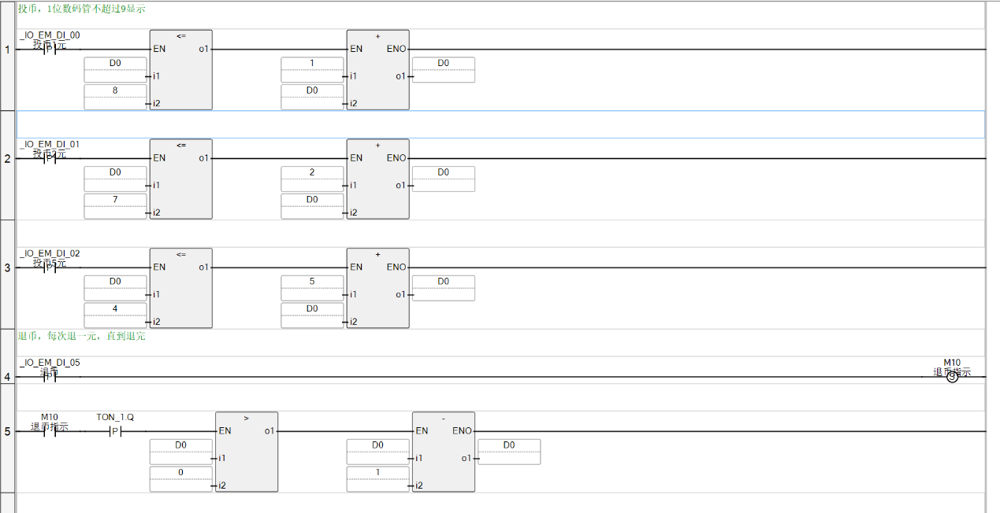 投币，1位数码管不超过9显示
_IO_EM_DI_00
投币1元
1
P
<=
EN o1
D0
i1
8
i2
+
EN ENO
1
i1 o1
D0
D0
i2
_IO_EM_DI_01
投币2元
2
P
<=
EN o1
D0
i1
7
i2
+
EN ENO
2
i1 o1
D0
D0
i2
_IO_EM_DI_02
投币5元
3
P
<=
EN o1
D0
i1
4
i2
+
EN ENO
5
i1 o1
D0
D0
i2
退币，每次退一元，直到退完
_IO_EM_DI_05
退币
4
P
M10
退币指示
S
M10
退币指示
5
TON_1.Q
P
>
EN o1
D0
i1
0
i2
-
EN ENO
D0
i1 o1
D0
1
i2